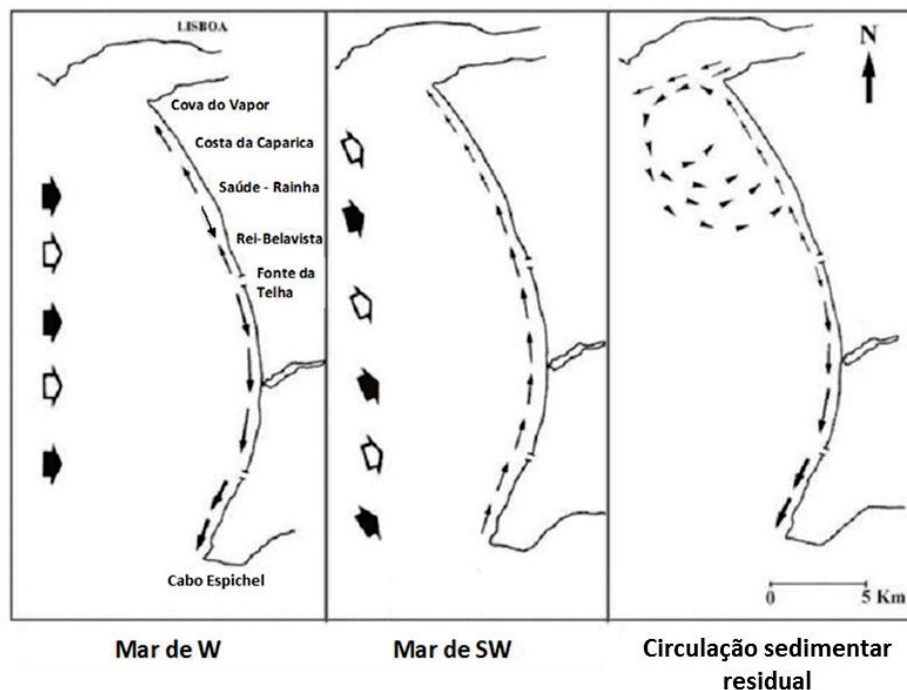 LISBOA
Cova do Vapor
Costa da Caparica
Saúde - Rainha
Rei-Belavista
Fonte da
Telha
Cabo Espichel
N
0 5 Km
Mar de W
Mar de SW
Circulação sedimentar
residual